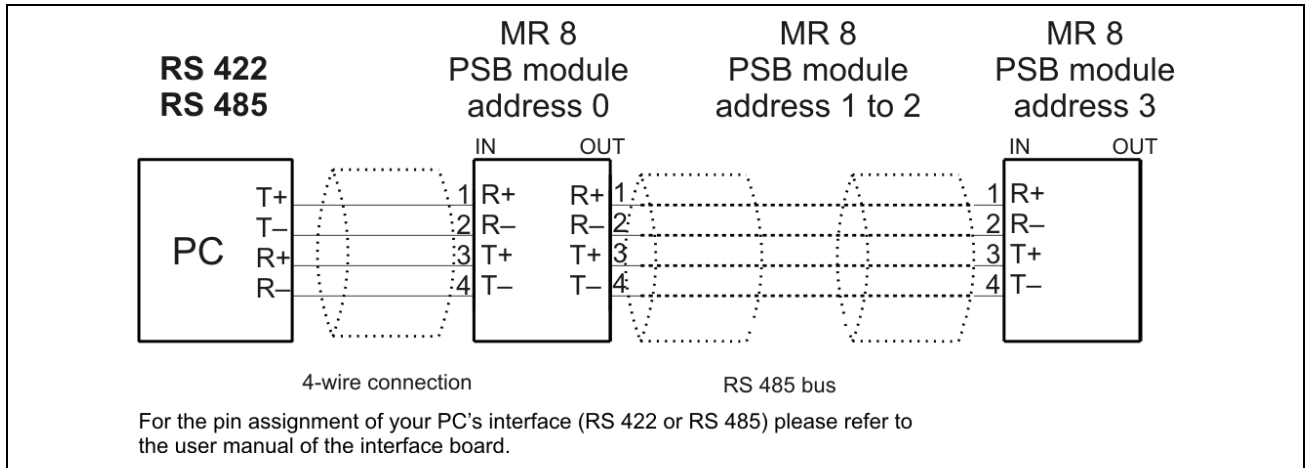 RS 422
RS 485
MR 8
PSB module
address 0
MR 8
PSB module
address 1 to 2
MR 8
PSB module
address 3
IN OUT
IN OUT
PC
T+
T–
R+
R–
1 R+ R+ 1
2 R– R– 2
3 T+ T+ 3
4 T– T– 4
1 R+
2 R–
3 T+
4 T–
4-wire connection
RS 485 bus
For the pin assignment of your PC's interface (RS 422 or RS 485) please refer to
the user manual of the interface board.